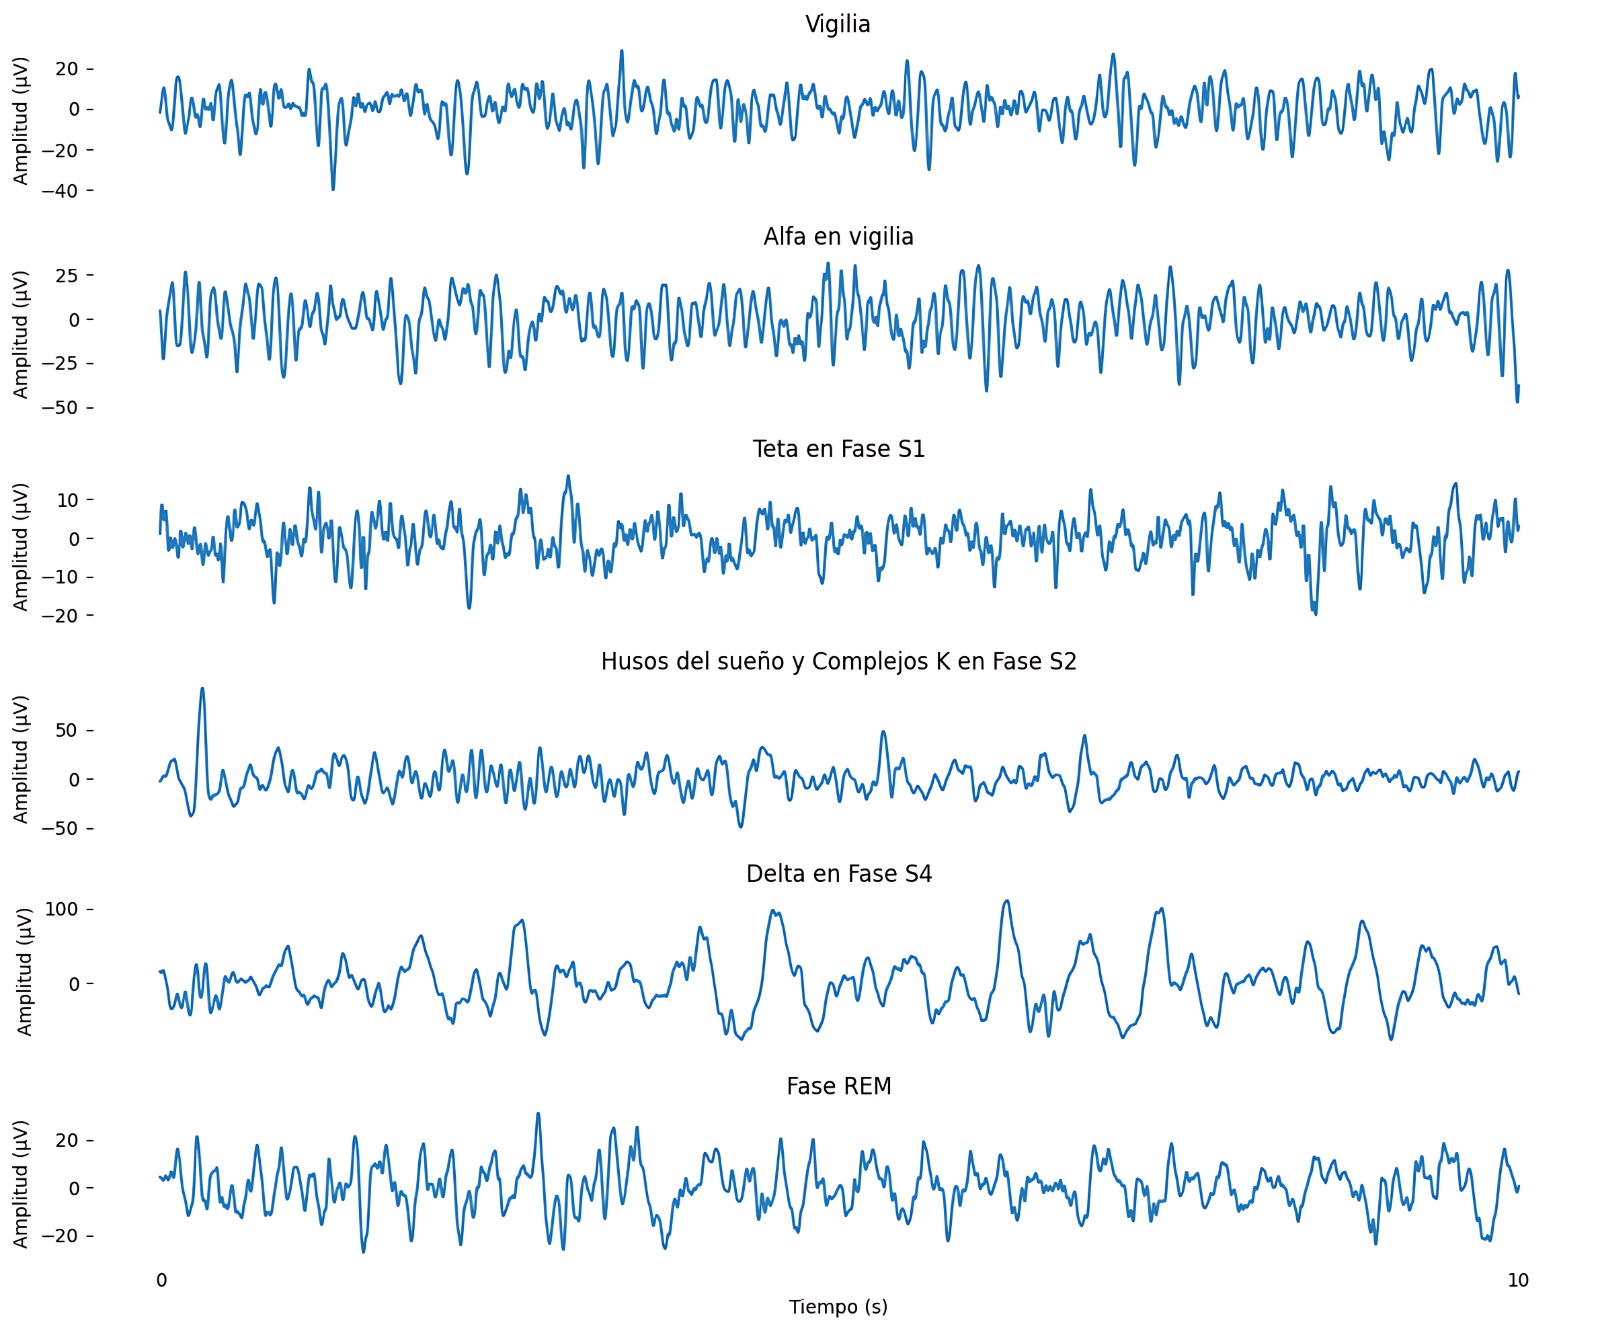 Vigilia
Amplitud (µV)
20
0
−20
−40
Alfa en vigilia
Amplitud (µV)
25
0
−25
−50
Teta en Fase S1
Amplitud (µV)
10
0
−10
−20
Husos del sueño y Complejos K en Fase S2
Amplitud (µV)
50
0
−50
Delta en Fase S4
Amplitud (µV)
100
0
Fase REM
Amplitud (µV)
20
0
−20
0 10
Tiempo (s)